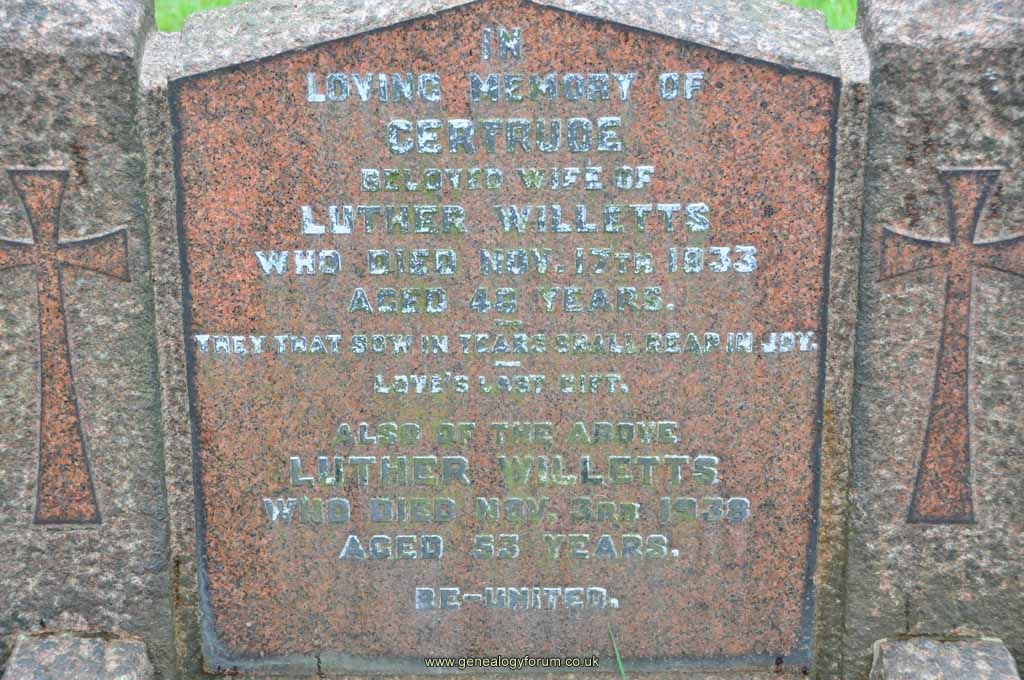 IN
LOVING MEMORY OF
GERTRUDE
BELOVED WIFE OF
LUTHER WILLETTS
WHO DIED NOV. 17TH 1933
AGED 48 YEARS.
THEY THAT SOW IN TEARS SHALL REAP IN JOY.
LOVE'S LAST GIFT.
ALSO OF THE ABOVE
LUTHER WILLETTS
WHO DIED NOV. 3RD 1938
AGED 53 YEARS.
RE-UNITED.
www.genealogyforum.co.uk